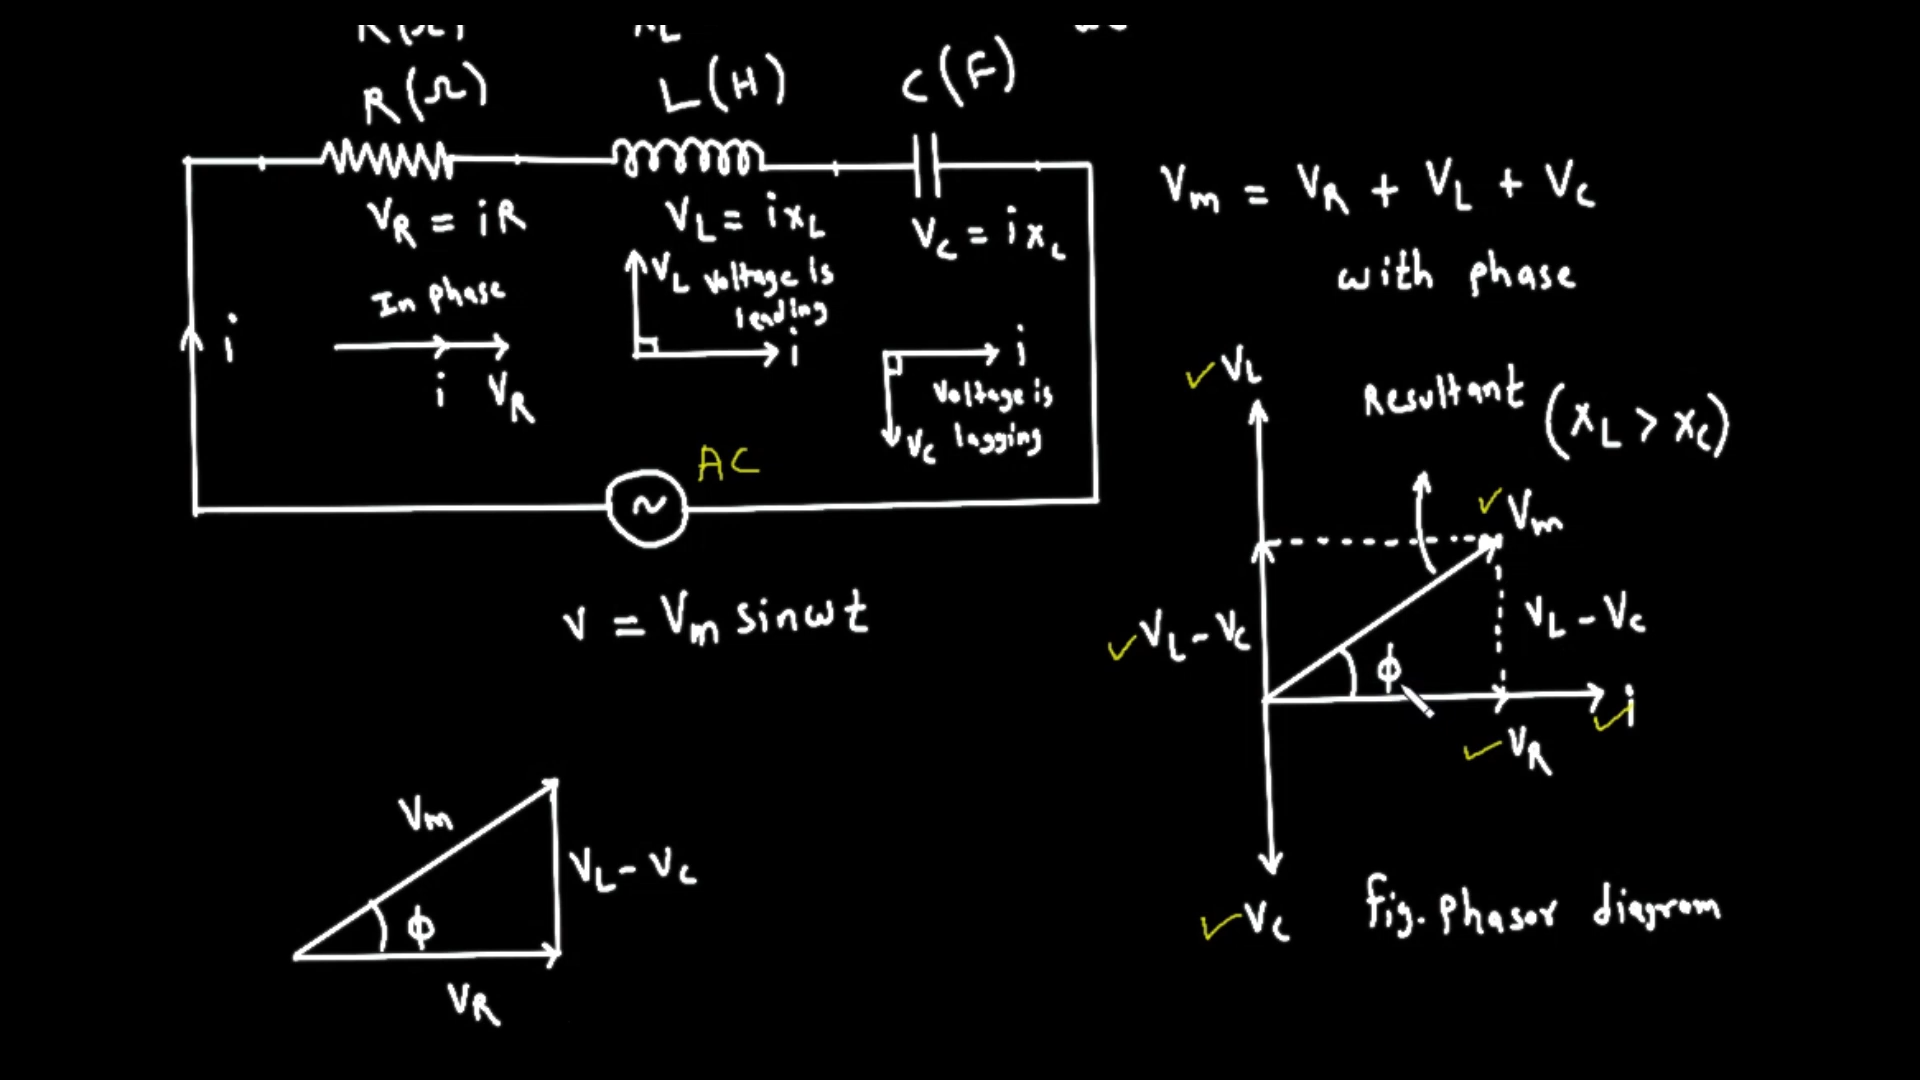 R(Ω)
L(H)
C(F)
V_R = iR
V_L = ix_L
V_C = ix_L
V_m = V_R + V_L + V_C
with phase
In phase
i
V_R
i
V_L Voltage is
leading
i
i
Voltage is
V_C lagging
AC
~
v = V_m sinωt
✓V_L
Resultant (x_L > x_C)
✓V_m
✓V_L - V_C
V_L - V_C
ϕ
✓i
✓V_R
✓V_C
fig. phasor diagram
V_m
V_L - V_C
ϕ
V_R